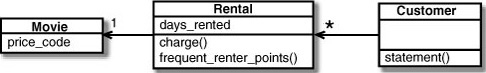 Movie
price_code
1
Rental
days_rented
charge()
frequent_renter_points()
*
Customer
statement()